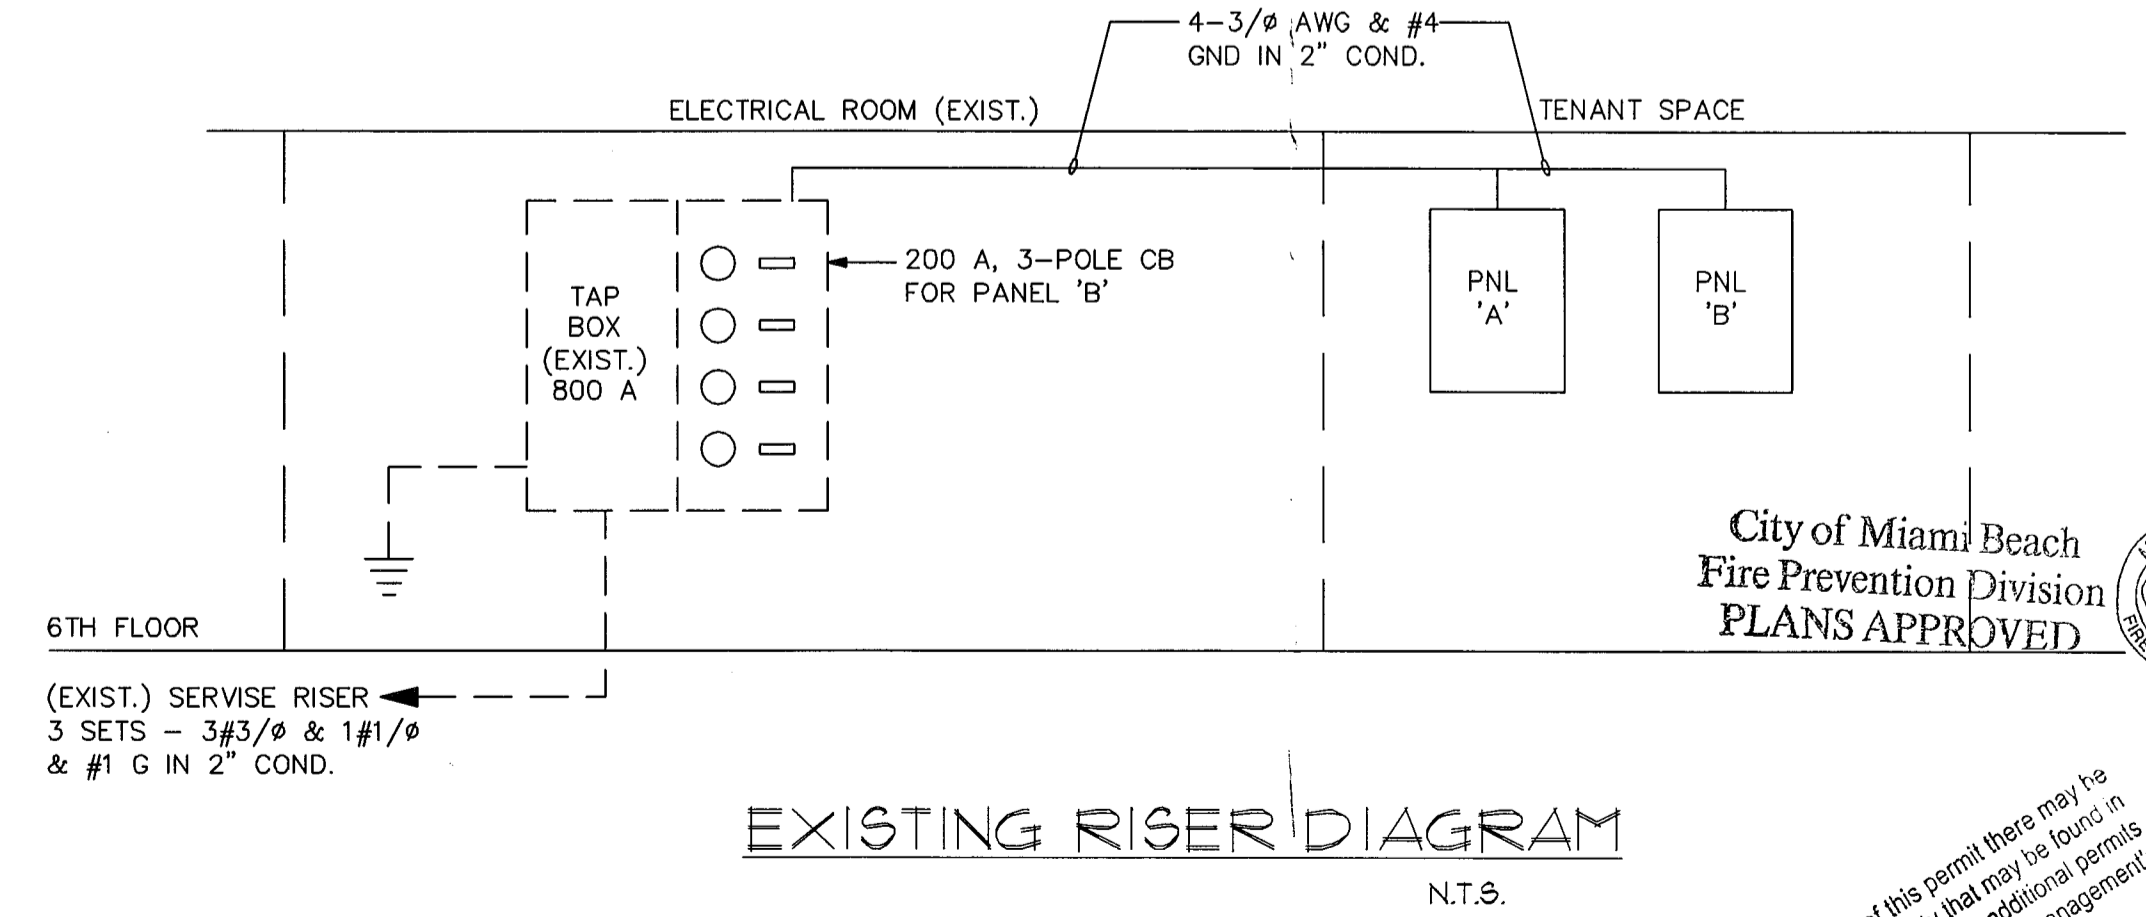 4-3/ø AWG & #4
GND IN 2" COND.
ELECTRICAL ROOM (EXIST.)
TENANT SPACE
200 A, 3-POLE CB
FOR PANEL 'B'
TAP
BOX
(EXIST.)
800 A
PNL
'A'
PNL
'B'
City of Miami Beach
Fire Prevention Division
PLANS APPROVED
6TH FLOOR
(EXIST.) SERVISE RISER
3 SETS - 3#3/ø & 1#1/ø
& #1 G IN 2" COND.
EXISTING RISER DIAGRAM
N.T.S.
of this permit there may be
that may be found in
additional permits